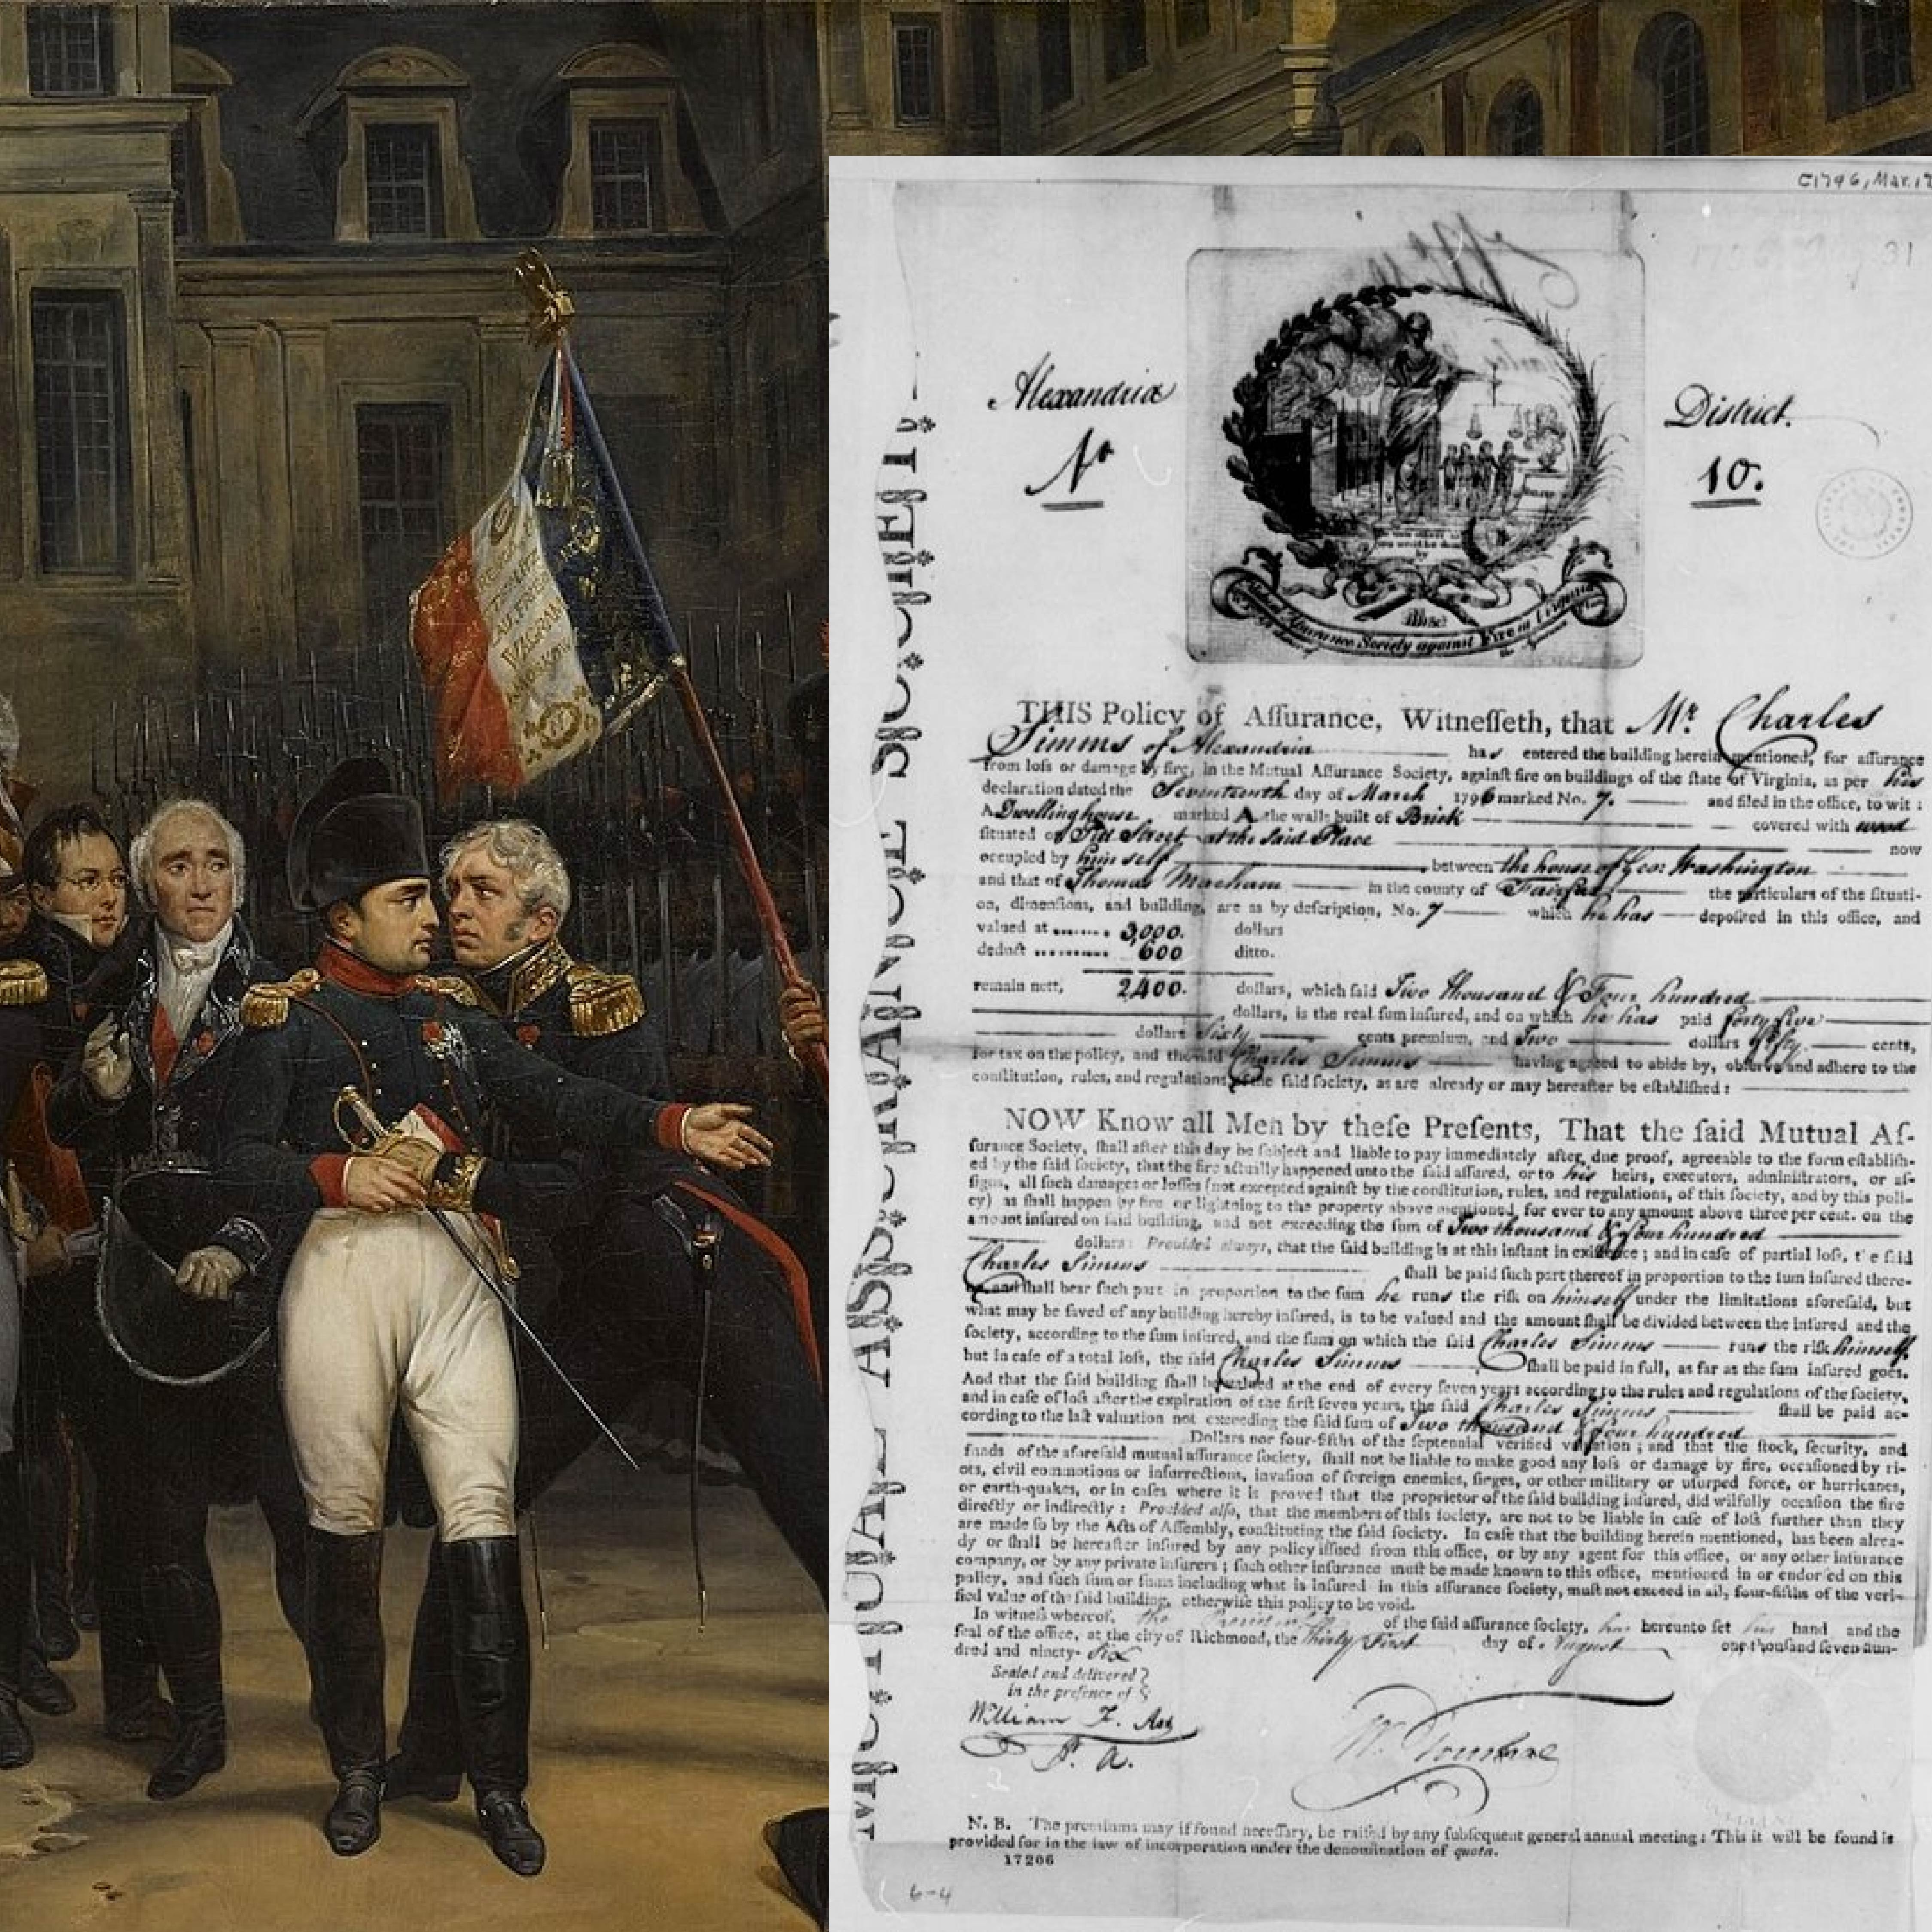 WAGRAM
C1796, Mar. 17
31
Alexandria District.
No 10.
MUTUAL ASSURANCE SOCIETY
Assurance Society against Fire
THIS Policy of Aſſurance, Witneſſeth, that Mr Charles
Simms of Alexandria has entered the building herein mentioned, for aſſurance
from loſs or damage by fire, in the Mutual Aſſurance Society, againſt fire on buildings of the ſtate of Virginia, as per his
declaration dated the Seventeenth day of March 1796 marked No. 7. and filed in the office, to wit :
A Dwelling house marked A the walls built of Brick covered with wood
ſituated on Street at the said Place now
occupied by him self between the house of Geo: Washington
and that of Thomas in the county of Fairfax the particulars of the ſituati-
on, dimenſions, and building, are as by deſcription, No. 7 which he has depoſited in this office, and
valued at 3,000. dollars
deduct 600 ditto.
remain nett, 2400. dollars, which ſaid Two thousand & Four hundred
dollars, is the real ſum inſured, and on which he has paid forty five
dollars Sixty cents premium, and Two dollars fifty cents,
for tax on the policy, and the ſaid Charles Simms having agreed to abide by, obſerve and adhere to the
conſtitution, rules, and regulations of the ſaid ſociety, as are already or may hereafter be eſtabliſhed :
NOW Know all Men by theſe Preſents, That the ſaid Mutual Aſ-
ſurance Society, ſhall after this day be ſubject and liable to pay immediately after due proof, agreeable to the form eſtabliſh-
ed by the ſaid ſociety, that the fire actually happened unto the ſaid aſſured, or to his heirs, executors, adminiſtrators, or aſ-
ſigns, all ſuch damages or loſſes (not excepted againſt by the conſtitution, rules, and regulations, of this ſociety, and by this poli-
cy) as ſhall happen by fire or lightning to the property above mentioned, for ever to any amount above three per cent. on the
amount inſured on ſaid building, and not exceeding the ſum of Two thousand & four hundred
dollars: Provided always, that the ſaid building is at this inſtant in exiſtence ; and in caſe of partial loſs, the ſaid
Charles Simms ſhall be paid ſuch part thereof in proportion to the ſum inſured there-
and ſhall bear ſuch part in proportion to the ſum he runs the riſk on himself under the limitations aforeſaid, but
what may be ſaved of any building hereby inſured, is to be valued and the amount ſhall be divided between the inſured and the
ſociety, according to the ſum inſured, and the ſum on which the ſaid Charles Simms runs the riſk himself.
but in caſe of a total loſs, the ſaid Charles Simms ſhall be paid in full, as far as the ſum inſured goes.
And that the ſaid building ſhall be valued at the end of every ſeven years according to the rules and regulations of the ſociety,
and in caſe of loſs after the expiration of the firſt ſeven years, the ſaid Charles Simms ſhall be paid ac-
cording to the laſt valuation not exceeding the ſaid ſum of Two thousand & four hundred
Dollars nor four-fifths of the ſeptennial verified valuation ; and that the ſtock, ſecurity, and
funds of the aforeſaid mutual aſſurance ſociety, ſhall not be liable to make good any loſs or damage by fire, occaſioned by ri-
ots, civil commotions or inſurrections, invaſion of foreign enemies, ſieges, or other military or uſurped force, or hurricanes,
or earth-quakes, or in caſes where it is proved that the proprietor of the ſaid building inſured, did wilfully occaſion the fire
directly or indirectly : Provided alſo, that the members of this ſociety, are not to be liable in caſe of loſs further than they
are made ſo by the Acts of Aſſembly, conſtituting the ſaid ſociety. In caſe that the building herein mentioned, has been alrea-
dy or ſhall be hereafter inſured by any policy iſſued from this office, or by any agent for this office, or any other inſurance
company, or by any private inſurers ; ſuch other inſurance muſt be made known to this office, mentioned in or endorſed on this
policy, and ſuch ſum or ſums including what is inſured in this aſſurance ſociety, muſt not exceed in all, four-fifths of the veri-
fied value of the ſaid building, otherwiſe this policy to be void.
In witneſs whereof, the of the ſaid aſſurance ſociety, has hereunto ſet his hand and the
ſeal of the office, at the city of Richmond, the thirty First day of August one thouſand ſeven hun-
dred and ninety- six
Sealed and delivered
in the preſence of
William F. Ast
P. A.
N. B. The premiums may if found neceſſary, be raiſed by any ſubſequent general annual meeting : This it will be found is
provided for in the law of incorporation under the denomination of quota.
17206
6-4